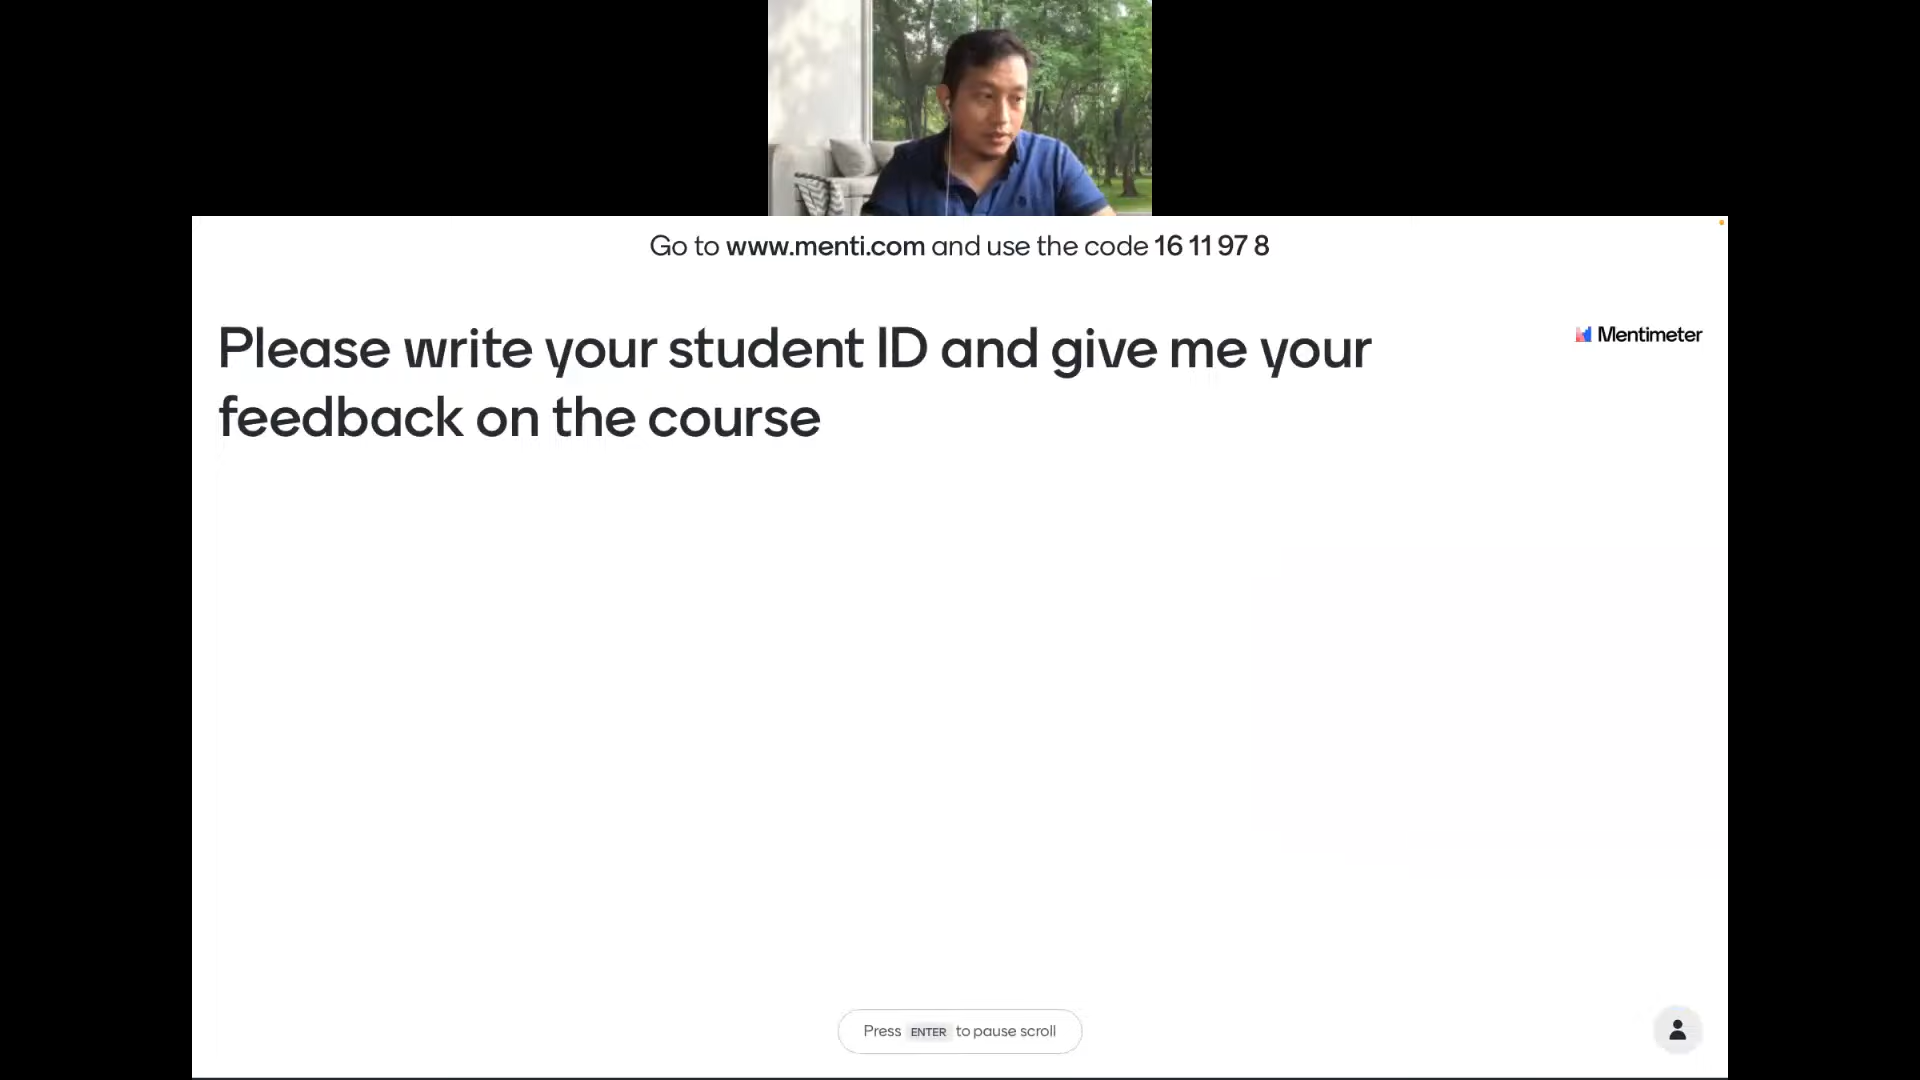 Go to www.menti.com and use the code 16 11 97 8
Mentimeter
Please write your student ID and give me your
feedback on the course
Press ENTER to pause scroll